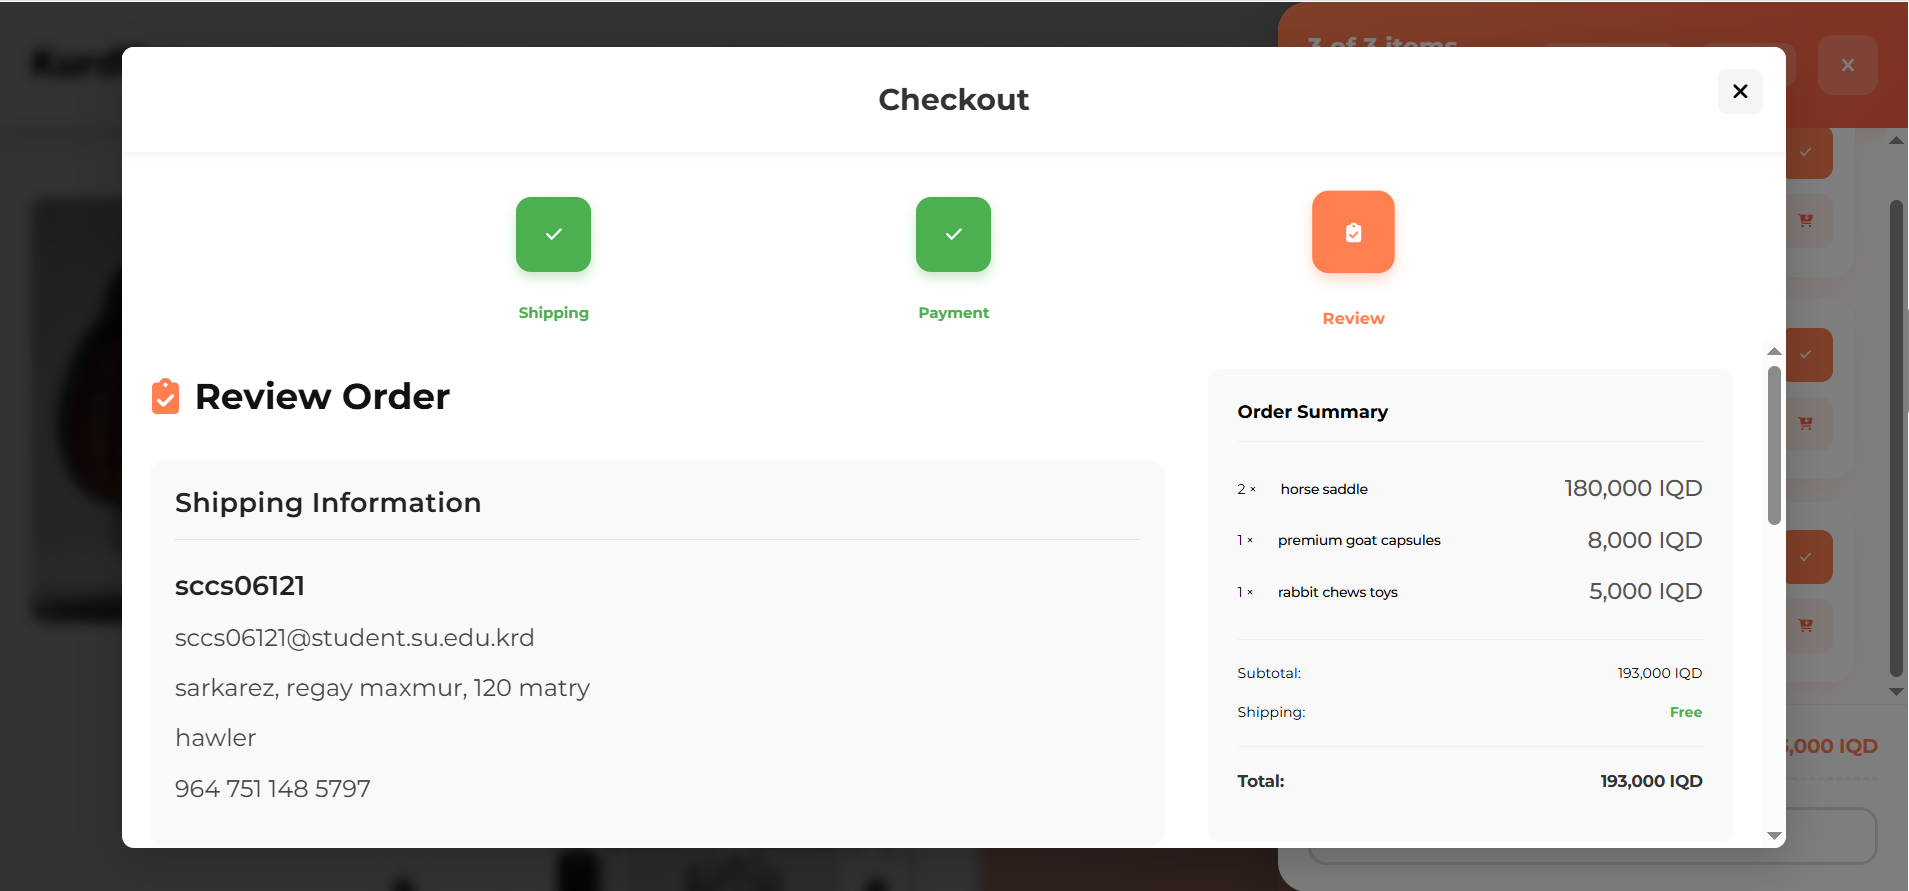 3 of 3 items
Checkout
Shipping
Payment
Review
Review Order
Shipping Information
sccs06121
sccs06121@student.su.edu.krd
sarkarez, regay maxmur, 120 matry
hawler
964 751 148 5797
Order Summary
2 × horse saddle 180,000 IQD
1 × premium goat capsules 8,000 IQD
1 × rabbit chews toys 5,000 IQD
Subtotal: 193,000 IQD
Shipping: Free
Total: 193,000 IQD
,000 IQD